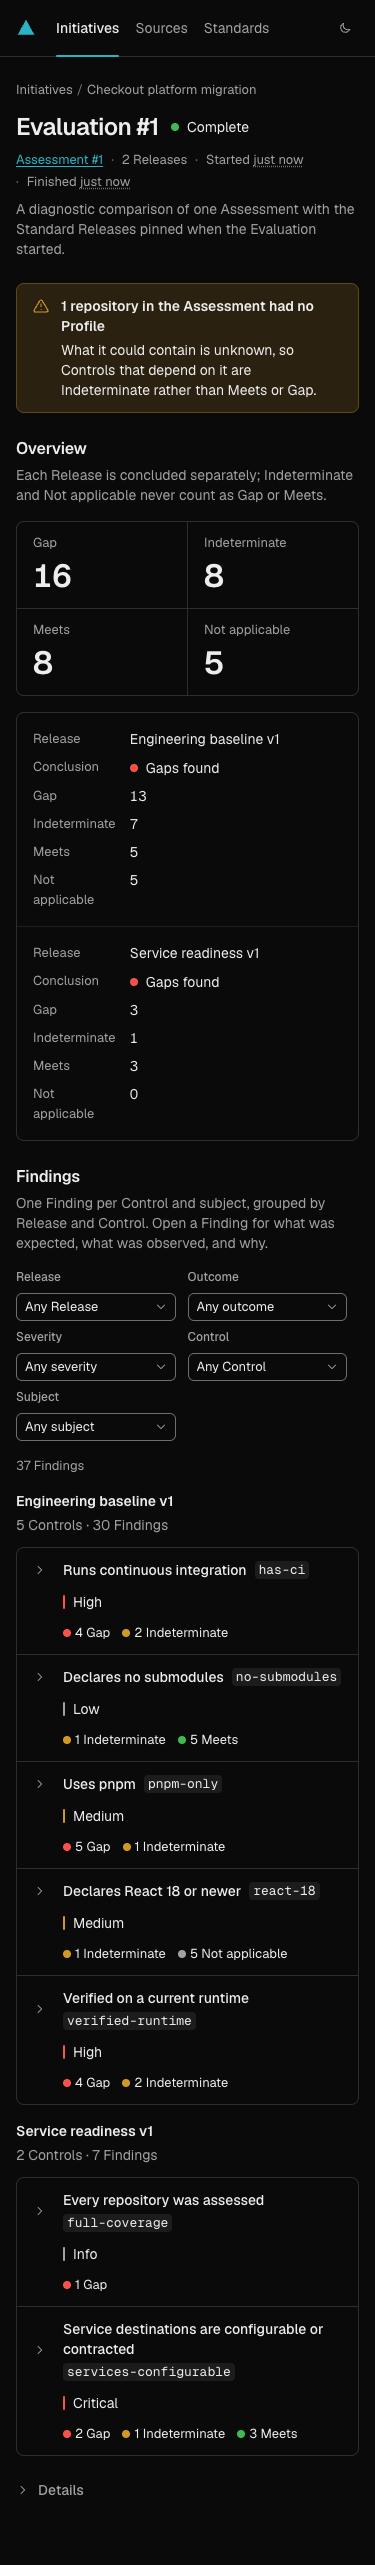 Initiatives Sources Standards
Initiatives / Checkout platform migration
Evaluation #1 Complete
Assessment #1 · 2 Releases · Started just now
· Finished just now
A diagnostic comparison of one Assessment with the
Standard Releases pinned when the Evaluation
started.
1 repository in the Assessment had no
Profile
What it could contain is unknown, so
Controls that depend on it are
Indeterminate rather than Meets or Gap.
Overview
Each Release is concluded separately; Indeterminate
and Not applicable never count as Gap or Meets.
Gap Indeterminate
16 8
Meets Not applicable
8 5
Release Engineering baseline v1
Conclusion Gaps found
Gap 13
Indeterminate 7
Meets 5
Not 5
applicable
Release Service readiness v1
Conclusion Gaps found
Gap 3
Indeterminate 1
Meets 3
Not 0
applicable
Findings
One Finding per Control and subject, grouped by
Release and Control. Open a Finding for what was
expected, what was observed, and why.
Release Outcome
Any Release Any outcome
Severity Control
Any severity Any Control
Subject
Any subject
37 Findings
Engineering baseline v1
5 Controls · 30 Findings
Runs continuous integration has-ci
High
4 Gap 2 Indeterminate
Declares no submodules no-submodules
Low
1 Indeterminate 5 Meets
Uses pnpm pnpm-only
Medium
5 Gap 1 Indeterminate
Declares React 18 or newer react-18
Medium
1 Indeterminate 5 Not applicable
Verified on a current runtime
verified-runtime
High
4 Gap 2 Indeterminate
Service readiness v1
2 Controls · 7 Findings
Every repository was assessed
full-coverage
Info
1 Gap
Service destinations are configurable or
contracted
services-configurable
Critical
2 Gap 1 Indeterminate 3 Meets
Details